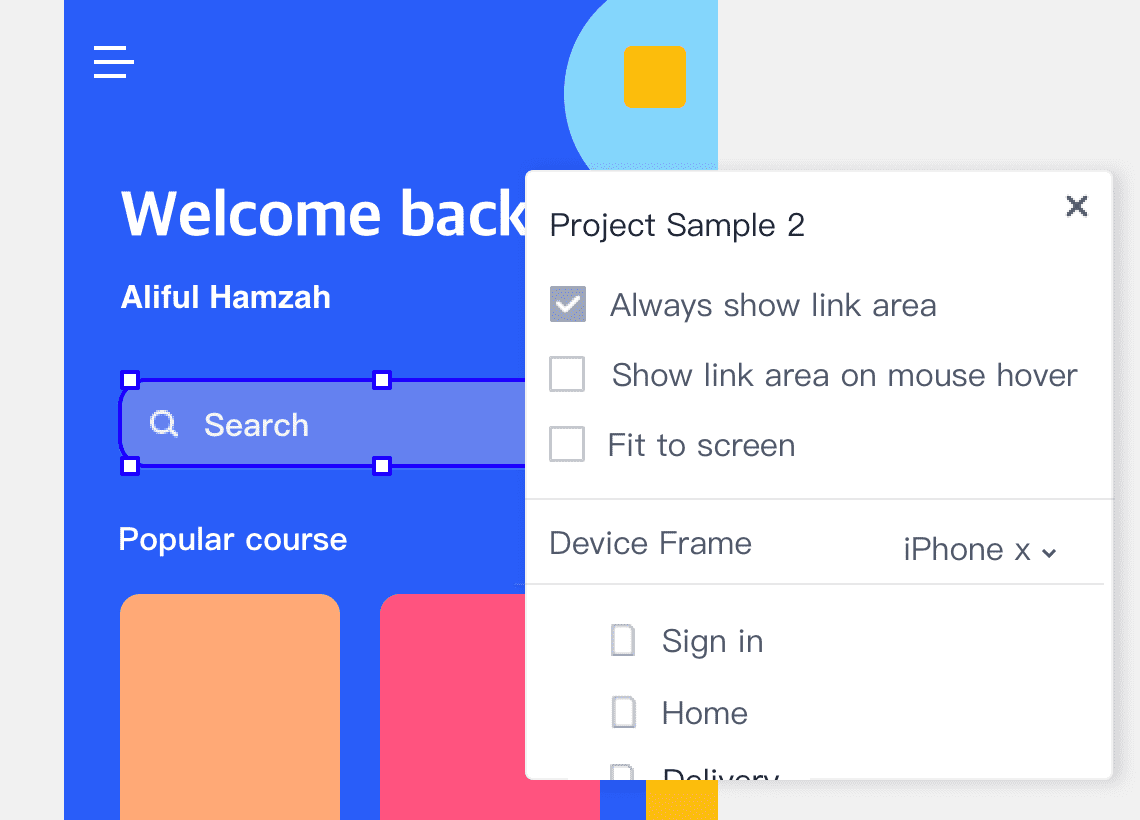 Welcome back
Aliful Hamzah
Search
Popular course
Project Sample 2
Always show link area
Show link area on mouse hover
Fit to screen
Device Frame
iPhone x
Sign in
Home
Delivery